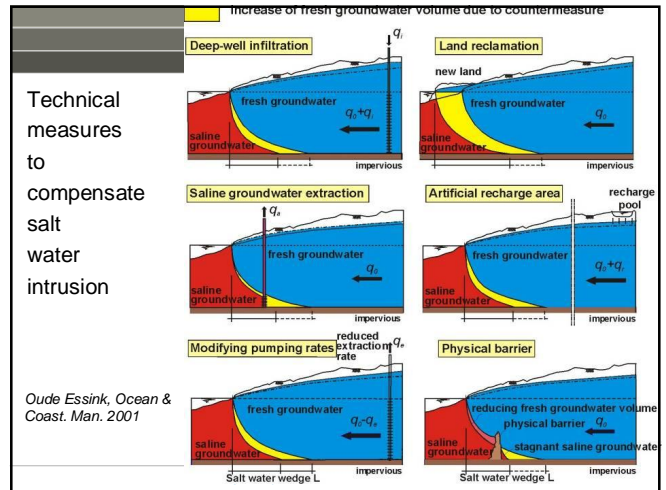 Increase of fresh groundwater volume due to countermeasure
Technical
measures
to
compensate
salt
water
intrusion
Oude Essink, Ocean &
Coast. Man. 2001
Deep-well infiltration
qi
fresh groundwater
q0+qi
saline
groundwater
impervious
Land reclamation
new land
fresh groundwater
q0
saline
groundwater
impervious
Saline groundwater extraction
qa
fresh groundwater
q0
saline
groundwater
impervious
Artificial recharge area
recharge
pool
fresh groundwater
q0+qi
saline
groundwater
impervious
Modifying pumping rates
reduced
extraction
rate
qe
fresh groundwater
q0-qe
saline
groundwater
impervious
Salt water wedge L
Physical barrier
reducing fresh groundwater volume
physical barrier
q0
saline
groundwater
stagnant saline groundwater
impervious
Salt water wedge L